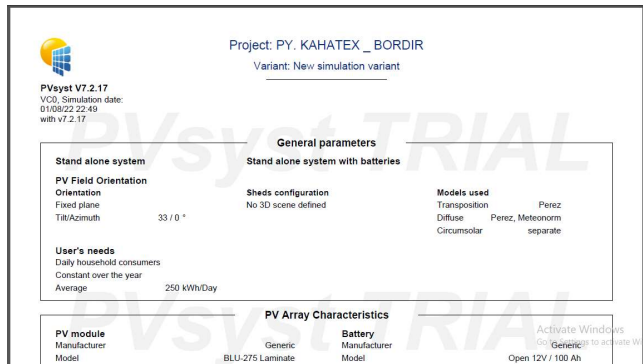 Project: PY. KAHATEX _ BORDIR
Variant: New simulation variant
PVsyst V7.2.17
VC0, Simulation date:
01/08/22 22:49
with v7.2.17
PVsyst TRIAL
General parameters
Stand alone system Stand alone system with batteries
PV Field Orientation
Orientation Sheds configuration Models used
Fixed plane No 3D scene defined Transposition Perez
Tilt/Azimuth 33 / 0 ° Diffuse Perez, Meteonorm
Circumsolar separate
User's needs
Daily household consumers
Constant over the year
Average 250 kWh/Day
PVsyst TRIAL
PV Array Characteristics
PV module Battery
Manufacturer Generic Manufacturer Generic
Model BLU-275 Laminate Model Open 12V / 100 Ah
Activate Windows
Go to Settings to activate W